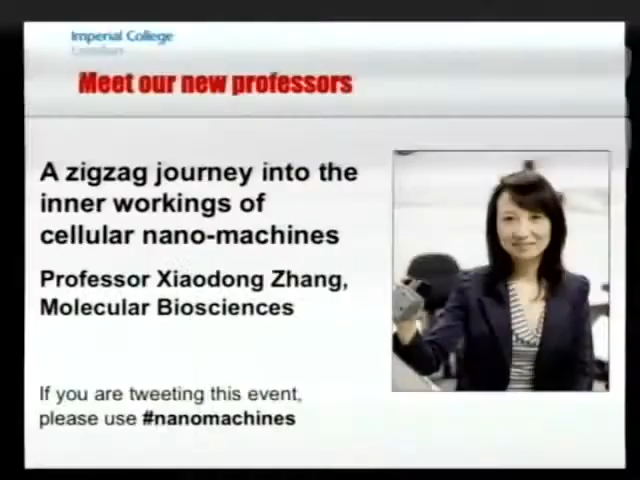 Imperial College
London
Meet our new professors
A zigzag journey into the
inner workings of
cellular nano-machines
Professor Xiaodong Zhang,
Molecular Biosciences
If you are tweeting this event,
please use #nanomachines